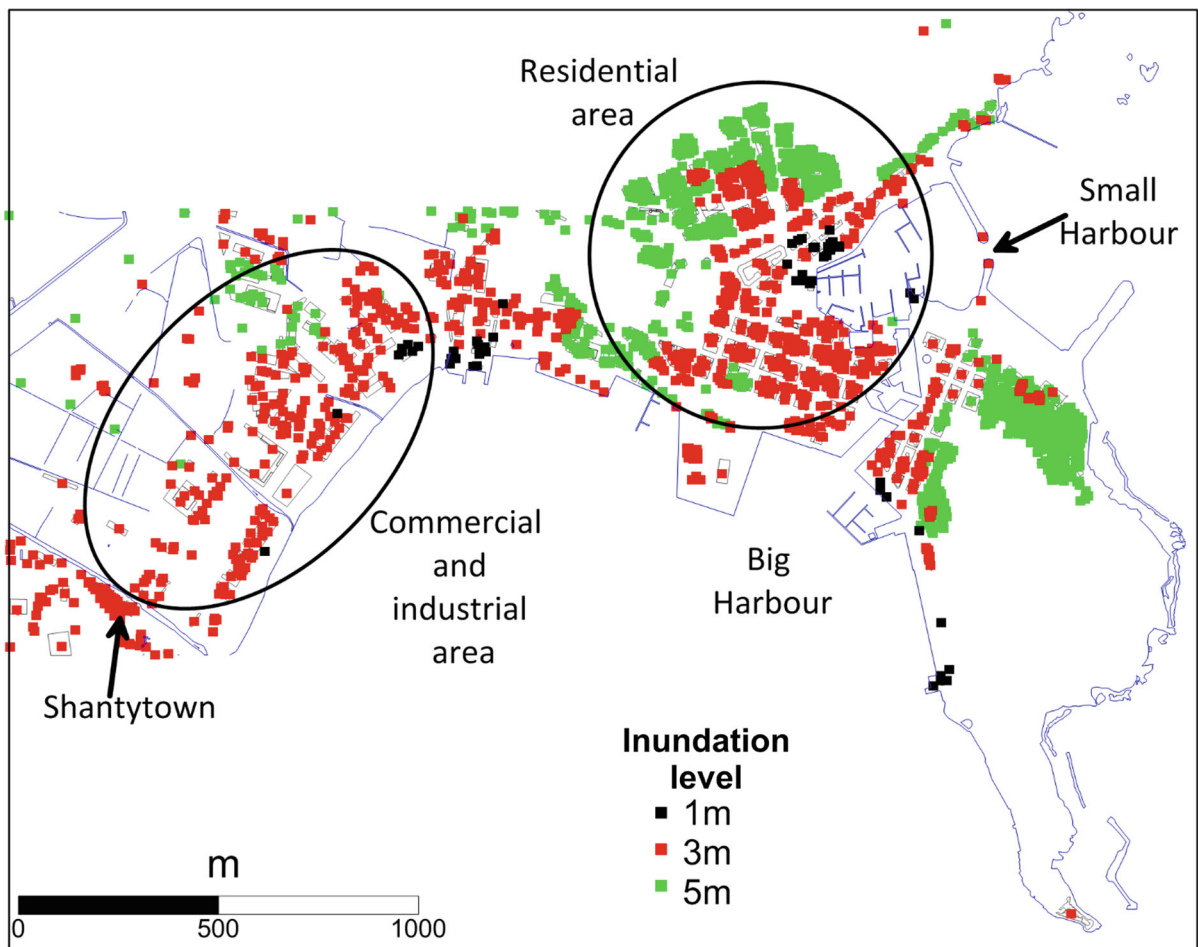 Residential
area
Small
Harbour
Commercial
and
industrial
area
Big
Harbour
Shantytown
Inundation
level
1m
3m
5m
m
0 500 1000